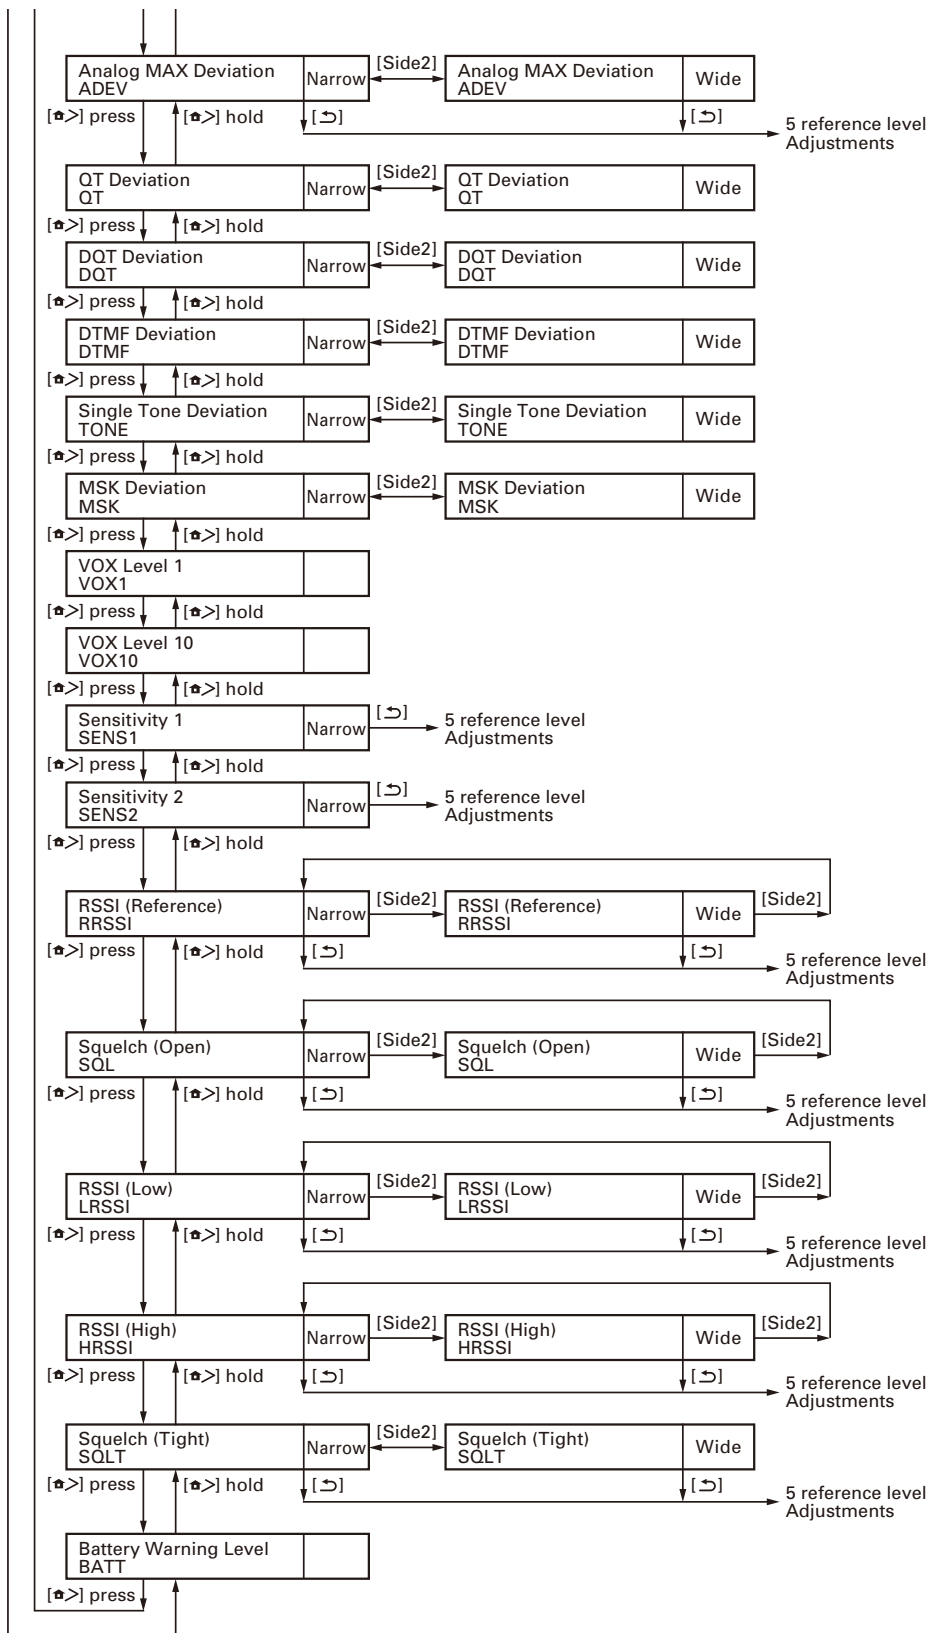 Analog MAX Deviation
ADEV
Narrow
[Side2]
Analog MAX Deviation
ADEV
Wide
[>] press
[>] hold
[⮌]
[⮌]
5 reference level
Adjustments
QT Deviation
QT
Narrow
[Side2]
QT Deviation
QT
Wide
[>] press
[>] hold
DQT Deviation
DQT
Narrow
[Side2]
DQT Deviation
DQT
Wide
[>] press
[>] hold
DTMF Deviation
DTMF
Narrow
[Side2]
DTMF Deviation
DTMF
Wide
[>] press
[>] hold
Single Tone Deviation
TONE
Narrow
[Side2]
Single Tone Deviation
TONE
Wide
[>] press
[>] hold
MSK Deviation
MSK
Narrow
[Side2]
MSK Deviation
MSK
Wide
[>] press
[>] hold
VOX Level 1
VOX1
[>] press
[>] hold
VOX Level 10
VOX10
[>] press
[>] hold
Sensitivity 1
SENS1
Narrow
[⮌]
5 reference level
Adjustments
[>] press
[>] hold
Sensitivity 2
SENS2
Narrow
[⮌]
5 reference level
Adjustments
[>] press
[>] hold
RSSI (Reference)
RRSSI
Narrow
[Side2]
RSSI (Reference)
RRSSI
Wide
[Side2]
[>] press
[>] hold
[⮌]
[⮌]
5 reference level
Adjustments
Squelch (Open)
SQL
Narrow
[Side2]
Squelch (Open)
SQL
Wide
[Side2]
[>] press
[>] hold
[⮌]
[⮌]
5 reference level
Adjustments
RSSI (Low)
LRSSI
Narrow
[Side2]
RSSI (Low)
LRSSI
Wide
[Side2]
[>] press
[>] hold
[⮌]
[⮌]
5 reference level
Adjustments
RSSI (High)
HRSSI
Narrow
[Side2]
RSSI (High)
HRSSI
Wide
[Side2]
[>] press
[>] hold
[⮌]
[⮌]
5 reference level
Adjustments
Squelch (Tight)
SQLT
Narrow
[Side2]
Squelch (Tight)
SQLT
Wide
[>] press
[>] hold
[⮌]
[⮌]
5 reference level
Adjustments
Battery Warning Level
BATT
[>] press